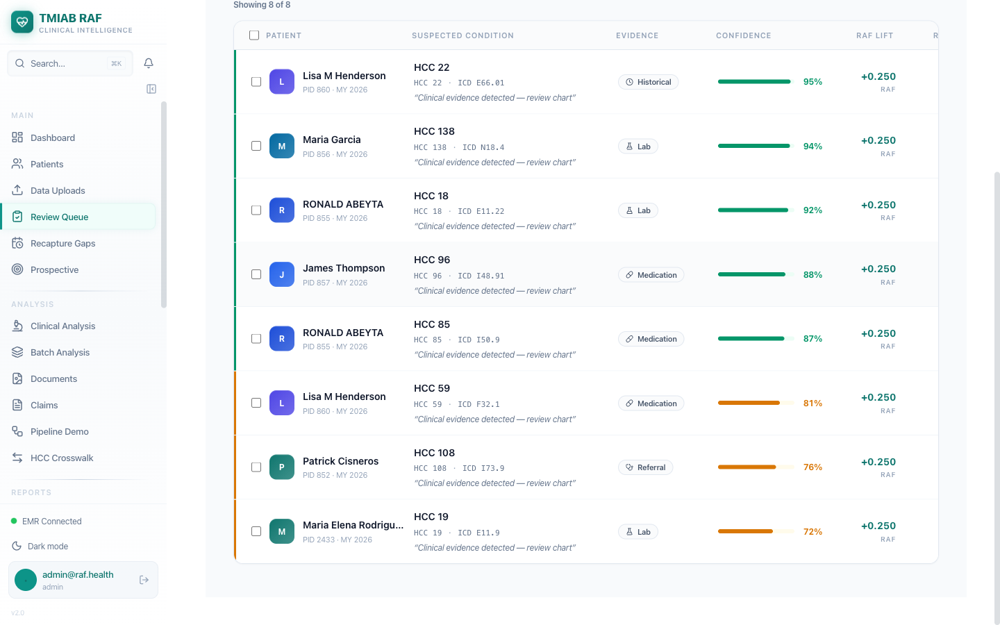 TMIAB RAF
CLINICAL INTELLIGENCE
Search...
⌘K
MAIN
Dashboard
Patients
Data Uploads
Review Queue
Recapture Gaps
Prospective
ANALYSIS
Clinical Analysis
Batch Analysis
Documents
Claims
Pipeline Demo
HCC Crosswalk
REPORTS
EMR Connected
Dark mode
admin@raf.health
admin
v2.0
Showing 8 of 8
PATIENT SUSPECTED CONDITION EVIDENCE CONFIDENCE RAF LIFT R
L Lisa M Henderson
PID 860 · MY 2026
HCC 22
HCC 22 · ICD E66.01
“Clinical evidence detected — review chart”
Historical
95%
+0.250
RAF
M Maria Garcia
PID 856 · MY 2026
HCC 138
HCC 138 · ICD N18.4
“Clinical evidence detected — review chart”
Lab
94%
+0.250
RAF
R RONALD ABEYTA
PID 855 · MY 2026
HCC 18
HCC 18 · ICD E11.22
“Clinical evidence detected — review chart”
Lab
92%
+0.250
RAF
J James Thompson
PID 857 · MY 2026
HCC 96
HCC 96 · ICD I48.91
“Clinical evidence detected — review chart”
Medication
88%
+0.250
RAF
R RONALD ABEYTA
PID 855 · MY 2026
HCC 85
HCC 85 · ICD I50.9
“Clinical evidence detected — review chart”
Medication
87%
+0.250
RAF
L Lisa M Henderson
PID 860 · MY 2026
HCC 59
HCC 59 · ICD F32.1
“Clinical evidence detected — review chart”
Medication
81%
+0.250
RAF
P Patrick Cisneros
PID 852 · MY 2026
HCC 108
HCC 108 · ICD I73.9
“Clinical evidence detected — review chart”
Referral
76%
+0.250
RAF
M Maria Elena Rodrigu...
PID 2433 · MY 2026
HCC 19
HCC 19 · ICD E11.9
“Clinical evidence detected — review chart”
Lab
72%
+0.250
RAF